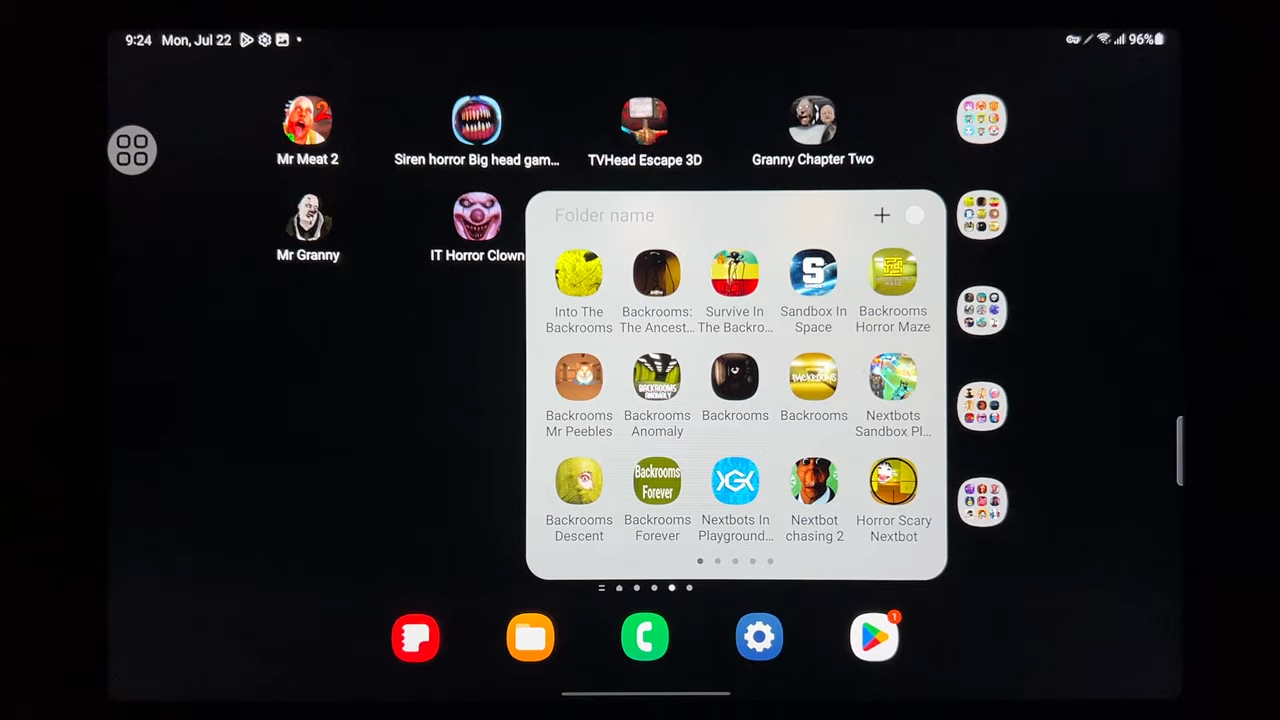 9:24 Mon, Jul 22
96%
Mr Meat 2
Siren horror Big head gam...
TVHead Escape 3D
Granny Chapter Two
Mr Granny
IT Horror Clown
Folder name
Into The
Backrooms
Backrooms:
The Ancest...
Survive In
The Backro...
Sandbox In
Space
Backrooms
Horror Maze
BACKROOMS
ANOMALY
BACKROOMS
Backrooms
Mr Peebles
Backrooms
Anomaly
Backrooms
Backrooms
Nextbots
Sandbox Pl...
Backrooms
Forever
Backrooms
Descent
Backrooms
Forever
Nextbots In
Playground...
Nextbot
chasing 2
Horror Scary
Nextbot
1